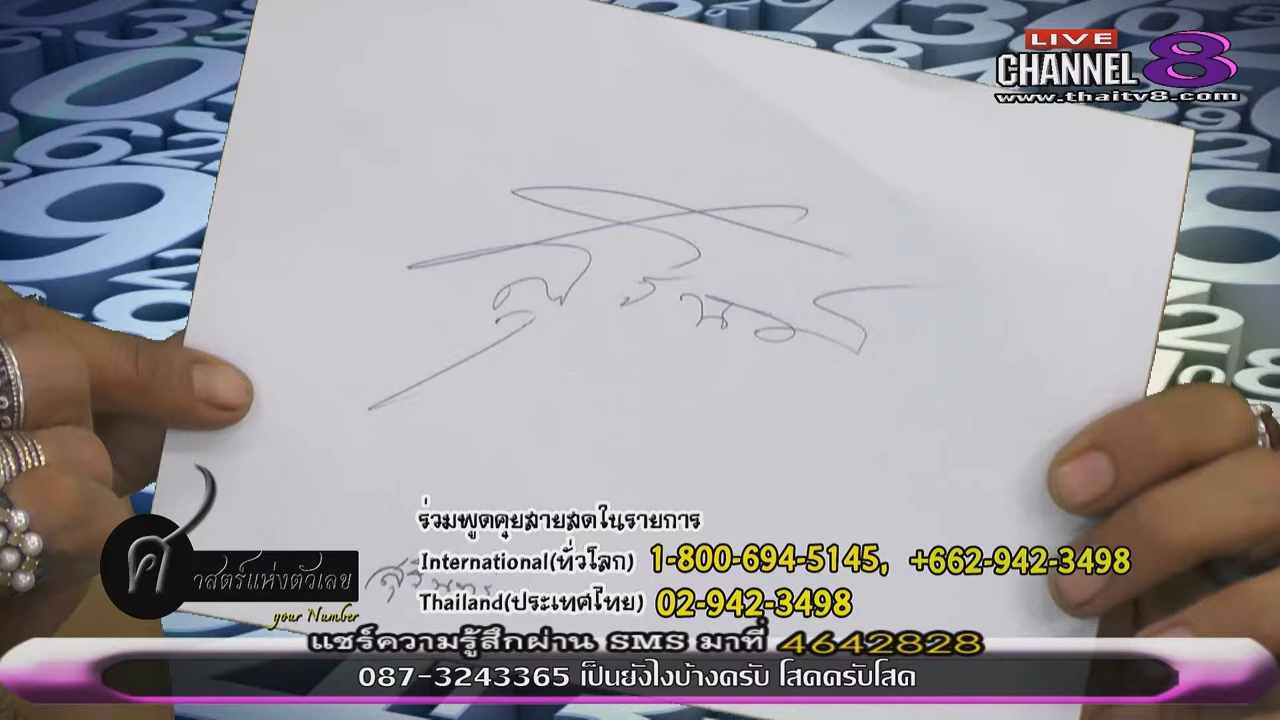 LIVE
CHANNEL 8
www.thaitv8.com
ร่วมพูดคุยสายสดในรายการ
International(ทั่วโลก) 1-800-694-5145, +662-942-3498
Thailand(ประเทศไทย) 02-942-3498
ศาสตร์แห่งตัวเลข
your Number
แชร์ความรู้สึกผ่าน SMS มาที่ 4642828
087-3243365 เป็นยังไงบ้างครับ โสดครับโสด